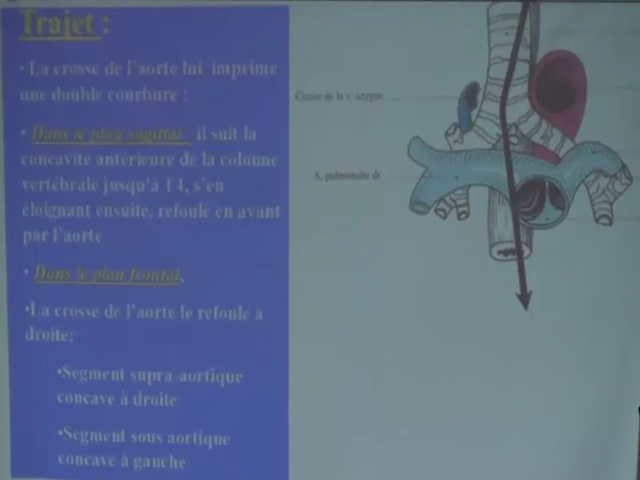 Trajet :
• La crosse de l'aorte lui imprime
une double courbure :
• Dans le plan sagittal il suit la
concavité antérieure de la colonne
vertébrale jusqu'à T4, s'en
éloignant ensuite, refoulé en avant
par l'aorte
• Dans le plan frontal,
•La crosse de l'aorte le refoule à
droite:
•Segment supra-aortique
concave à droite
•Segment sous aortique
concave à gauche
Crosse de la v. azygos
A. pulmonaire dr